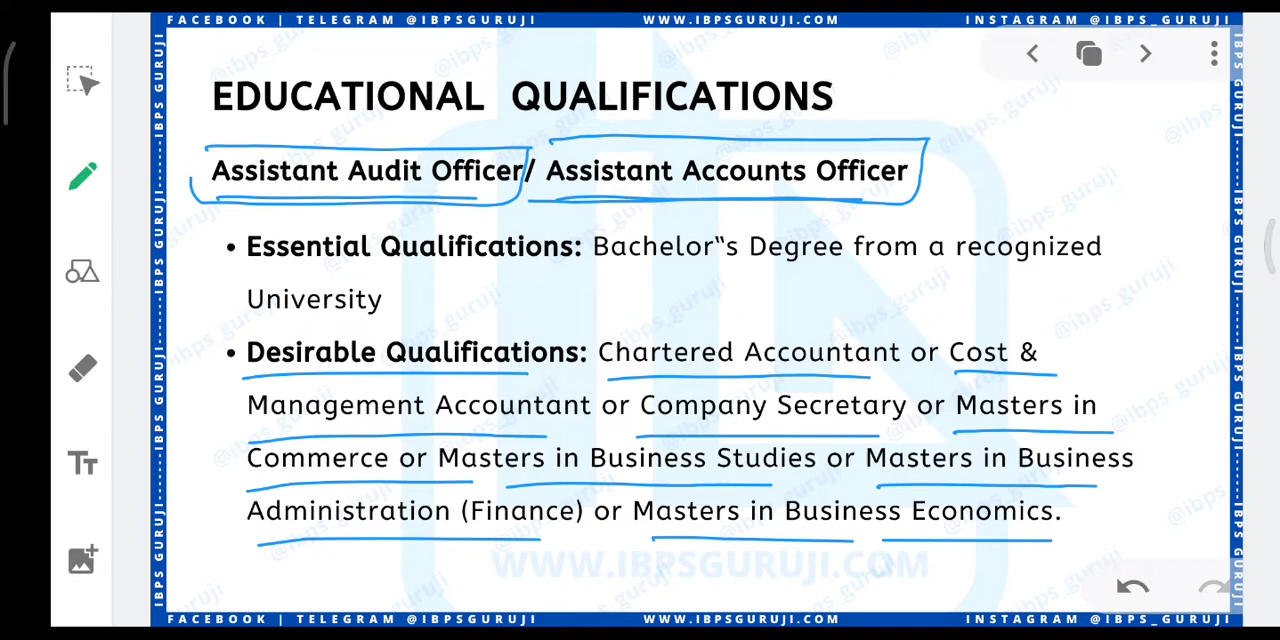 FACEBOOK | TELEGRAM @IBPS_GURUJI WWW.IBPSGURUJI.COM INSTAGRAM @IBPS_GURUJI
EDUCATIONAL QUALIFICATIONS
Assistant Audit Officer/ Assistant Accounts Officer
• Essential Qualifications: Bachelor‟s Degree from a recognized
University
• Desirable Qualifications: Chartered Accountant or Cost &
Management Accountant or Company Secretary or Masters in
Commerce or Masters in Business Studies or Masters in Business
Administration (Finance) or Masters in Business Economics.
WWW.IBPSGURUJI.COM
FACEBOOK | TELEGRAM @IBPS_GURUJI WWW.IBPSGURUJI.COM INSTAGRAM @IBPS_GURUJI